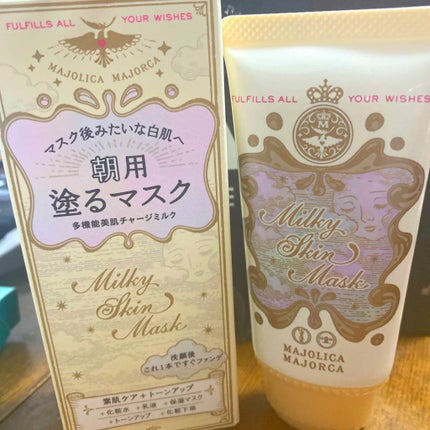 FULFILLS ALL YOUR WISHES
MAJOLICA MAJORCA
マスク後みたいな白肌へ
朝用
塗るマスク
多機能美肌チャージミルク
Milky
Skin
Mask
洗顔後
これ1本ですぐファンデ
素肌ケア+トーンアップ
+化粧水 +乳液 +保湿マスク
+トーンアップ +化粧下地
FULFILLS ALL YOUR WISHES
M
Milky
Skin
Mask
MAJOLICA
MAJORCA